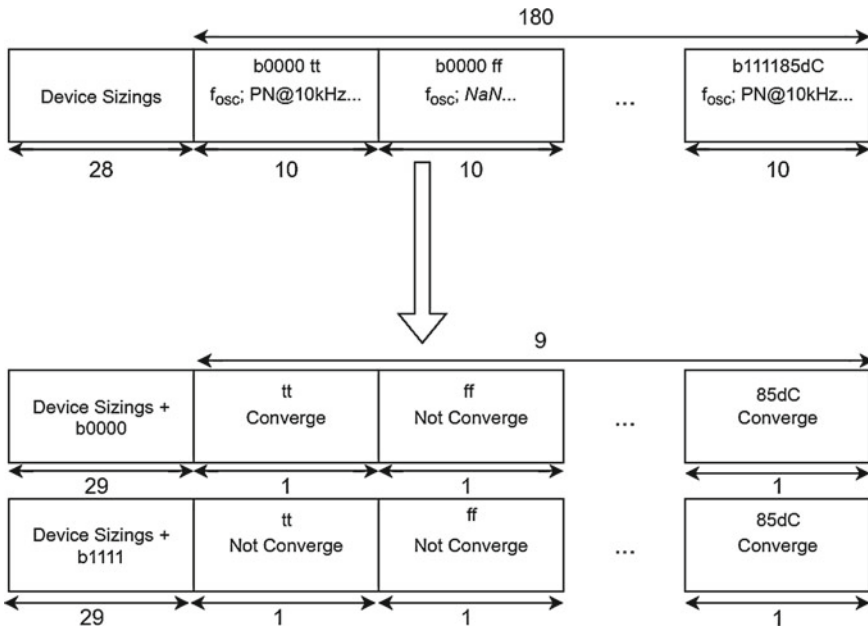 180
Device Sizings
b0000 tt
fosc; PN@10kHz...
b0000 ff
fosc; NaN...
...
b111185dC
fosc; PN@10kHz...
28
10
10
10
9
Device Sizings +
b0000
tt
Converge
ff
Not Converge
...
85dC
Converge
29
1
1
1
Device Sizings +
b1111
tt
Not Converge
ff
Not Converge
...
85dC
Converge
29
1
1
1